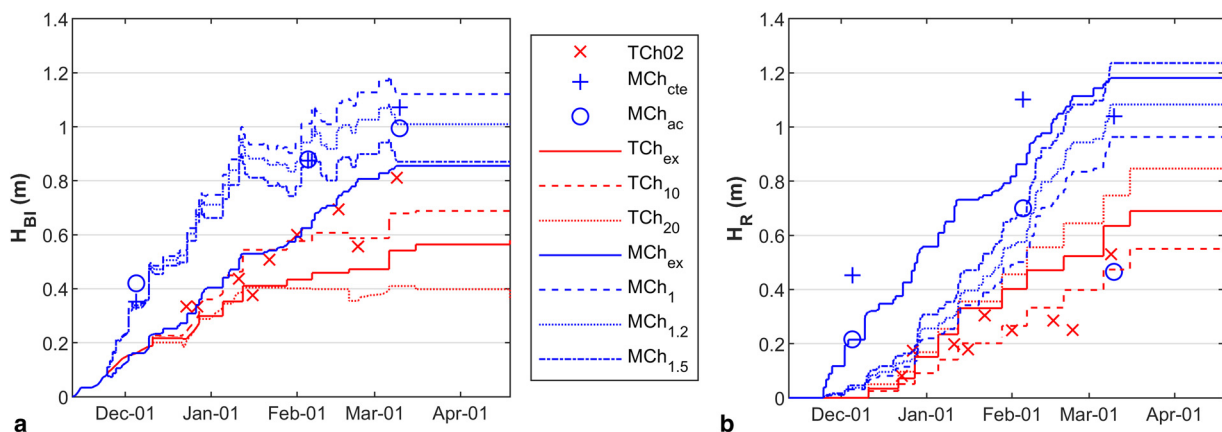 1.4
1.2
1
0.8
0.6
0.4
0.2
0
H_BI (m)
Dec-01 Jan-01 Feb-01 Mar-01 Apr-01
a
TCh02
MCh_cte
MCh_ac
TCh_ex
TCh_10
TCh_20
MCh_ex
MCh_1
MCh_1.2
MCh_1.5
1.4
1.2
1
0.8
0.6
0.4
0.2
0
H_R (m)
Dec-01 Jan-01 Feb-01 Mar-01 Apr-01
b